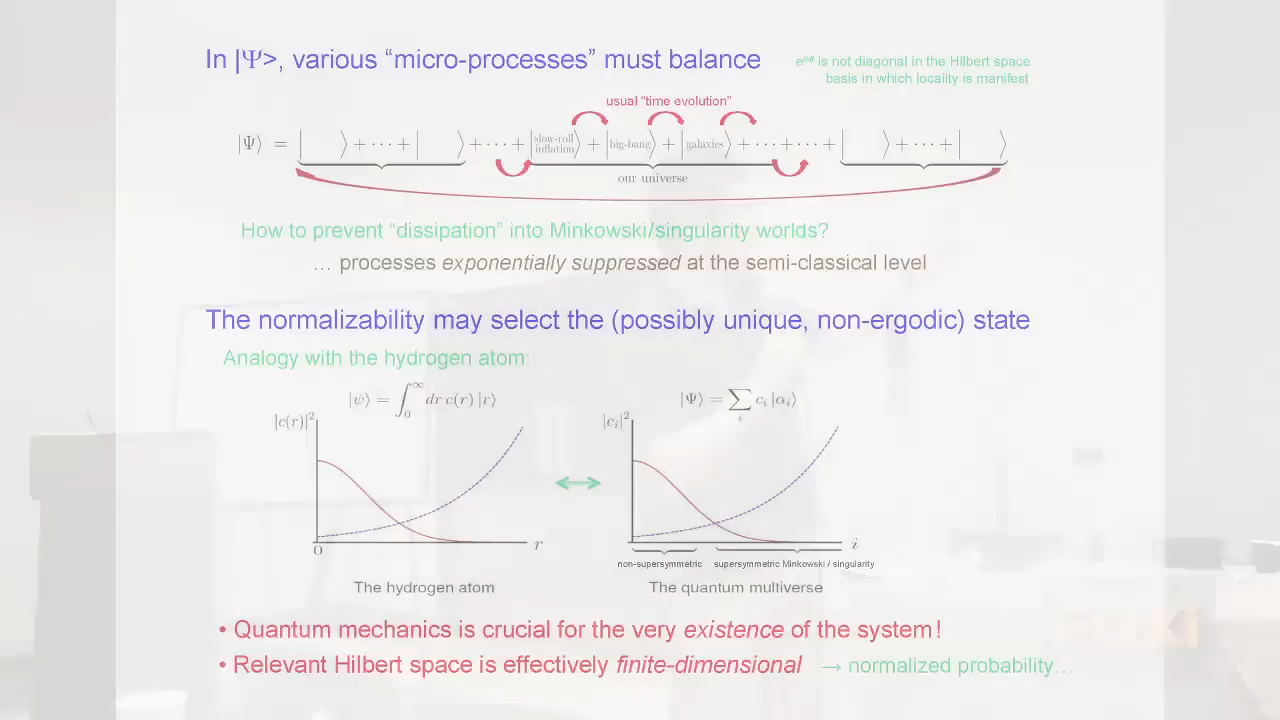 In |Ψ>, various “micro-processes” must balance
e^{iHt} is not diagonal in the Hilbert space
basis in which locality is manifest
usual “time evolution”
|Ψ⟩ = | ⟩ + ··· + | ⟩ + ··· + |slow-roll inflation⟩ + |big-bang⟩ + |galaxies⟩ + ··· + ··· + | ⟩ + ··· + | ⟩
our universe
How to prevent “dissipation” into Minkowski/singularity worlds?
… processes exponentially suppressed at the semi-classical level
The normalizability may select the (possibly unique, non-ergodic) state
Analogy with the hydrogen atom:
|ψ⟩ = ∫₀^∞ dr c(r) |r⟩
|Ψ⟩ = ∑_i c_i |α_i⟩
|c(r)|²
|c_i|²
0
r
i
non-supersymmetric
supersymmetric Minkowski / singularity
The hydrogen atom
The quantum multiverse
• Quantum mechanics is crucial for the very existence of the system!
• Relevant Hilbert space is effectively finite-dimensional → normalized probability…